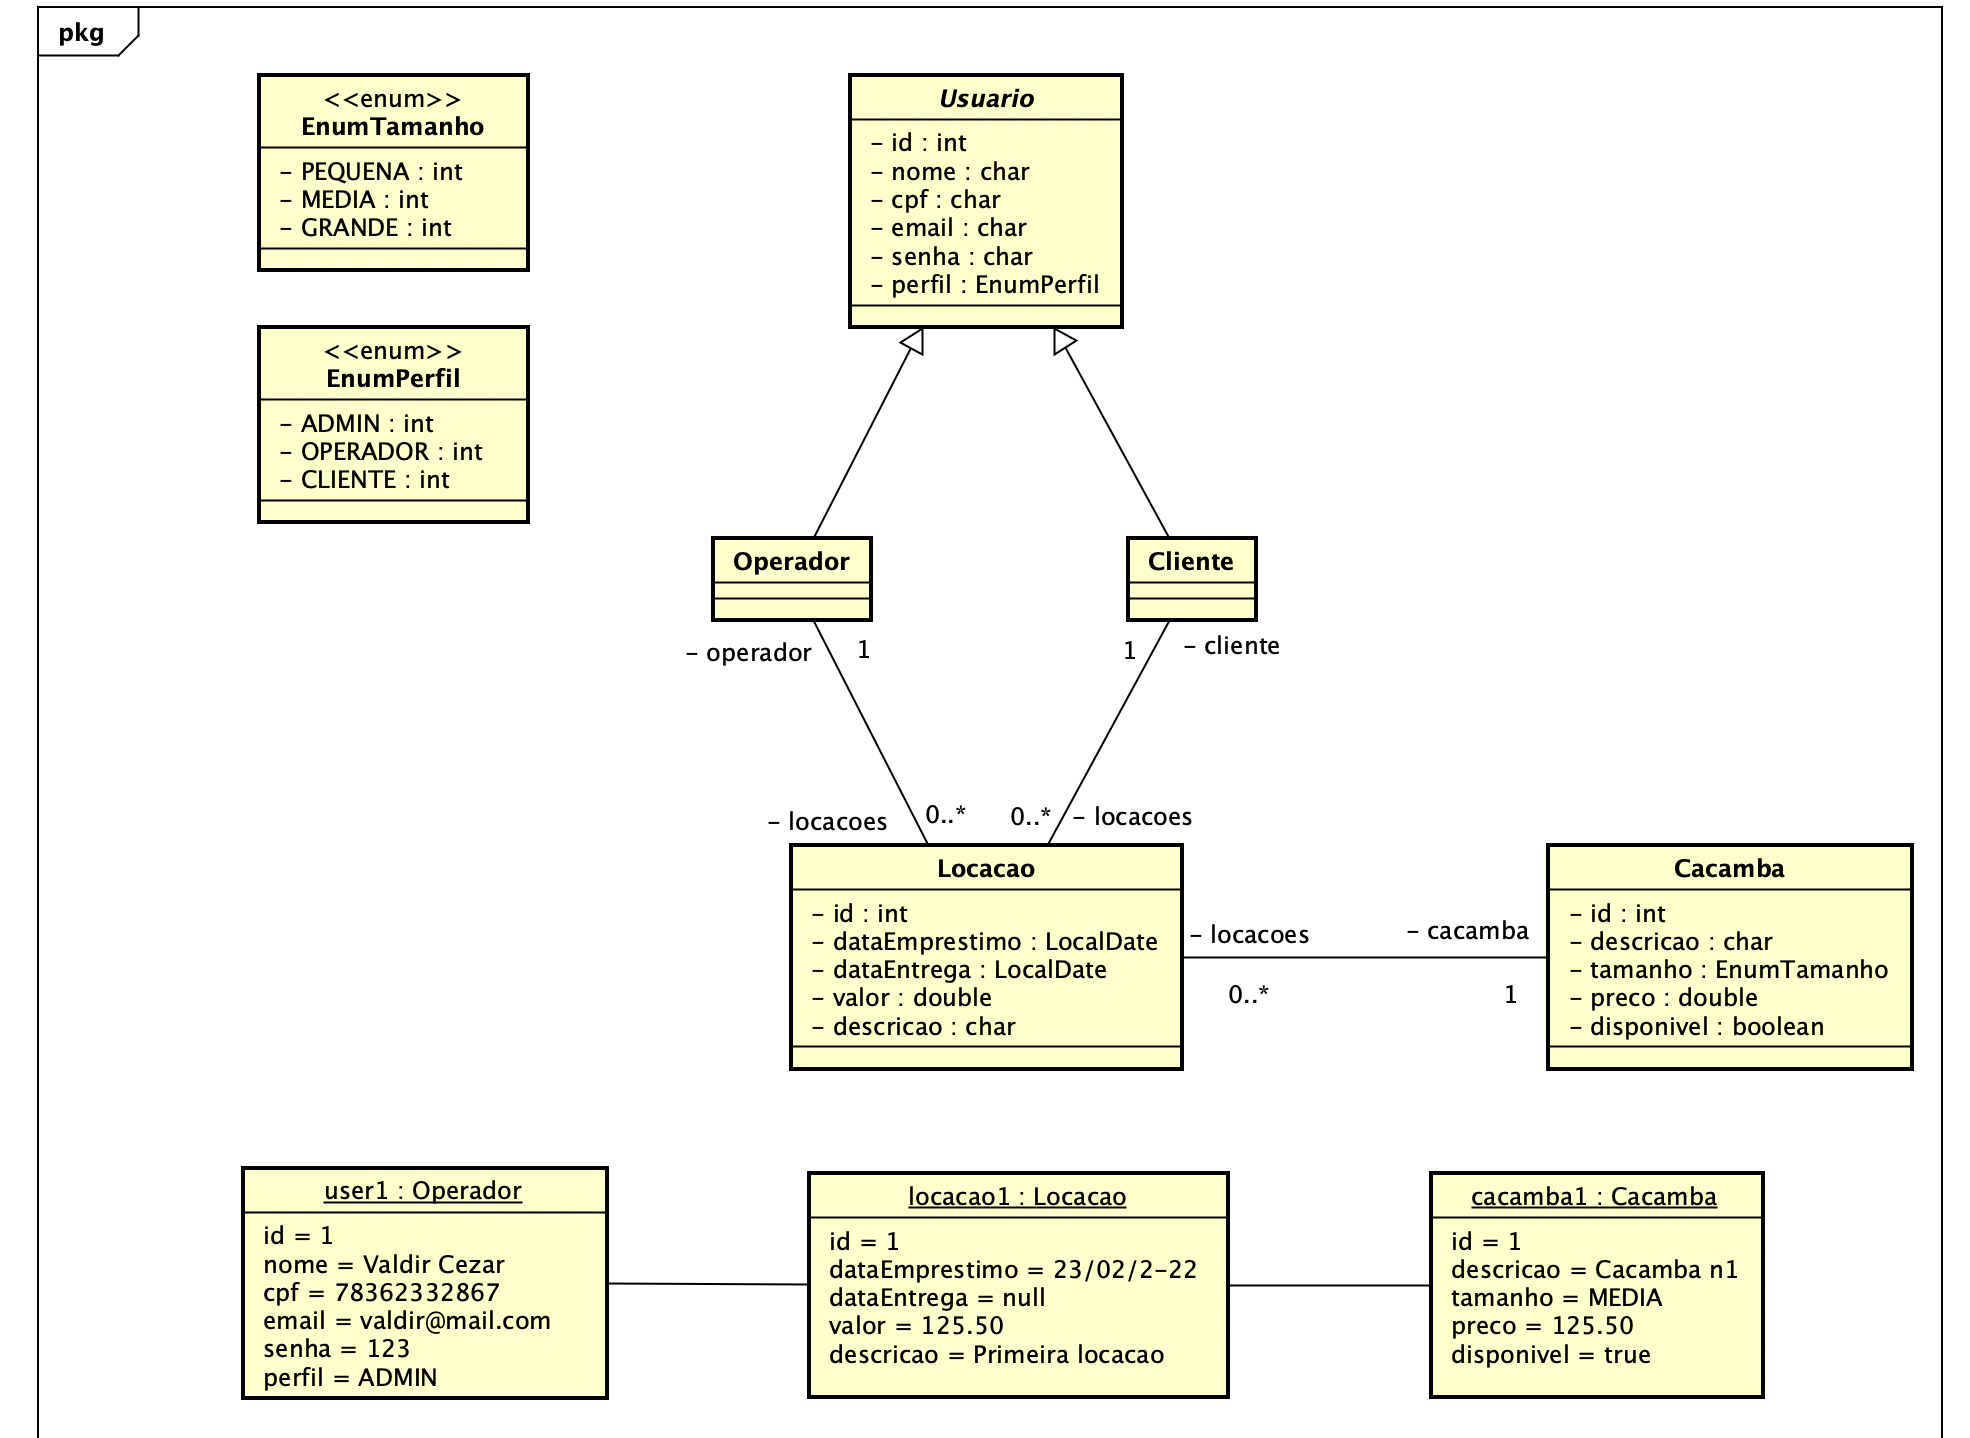 pkg
<<enum>>
EnumTamanho
- PEQUENA : int
- MEDIA : int
- GRANDE : int
<<enum>>
EnumPerfil
- ADMIN : int
- OPERADOR : int
- CLIENTE : int
Usuario
- id : int
- nome : char
- cpf : char
- email : char
- senha : char
- perfil : EnumPerfil
Operador
Cliente
- operador
1
1
- cliente
- locacoes
0..*
0..*
- locacoes
Locacao
- id : int
- dataEmprestimo : LocalDate
- dataEntrega : LocalDate
- valor : double
- descricao : char
- locacoes
0..*
- cacamba
1
Cacamba
- id : int
- descricao : char
- tamanho : EnumTamanho
- preco : double
- disponivel : boolean
user1 : Operador
id = 1
nome = Valdir Cezar
cpf = 78362332867
email = valdir@mail.com
senha = 123
perfil = ADMIN
locacao1 : Locacao
id = 1
dataEmprestimo = 23/02/2-22
dataEntrega = null
valor = 125.50
descricao = Primeira locacao
cacamba1 : Cacamba
id = 1
descricao = Cacamba n1
tamanho = MEDIA
preco = 125.50
disponivel = true